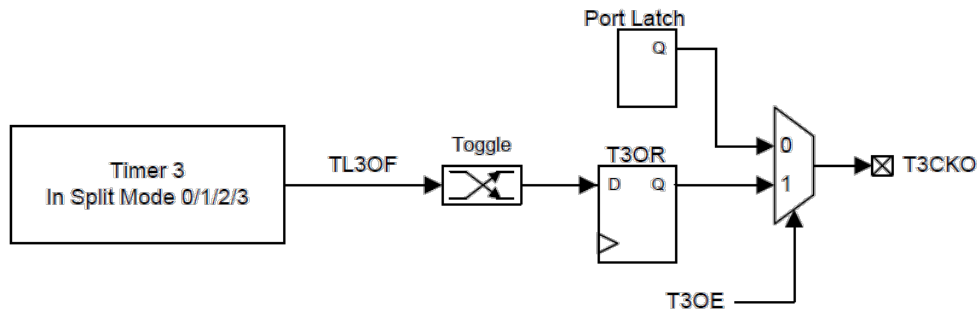 Port Latch
Q
Timer 3
In Split Mode 0/1/2/3
TL3OF
Toggle
T3OR
D
Q
0
1
T3CKO
T3OE